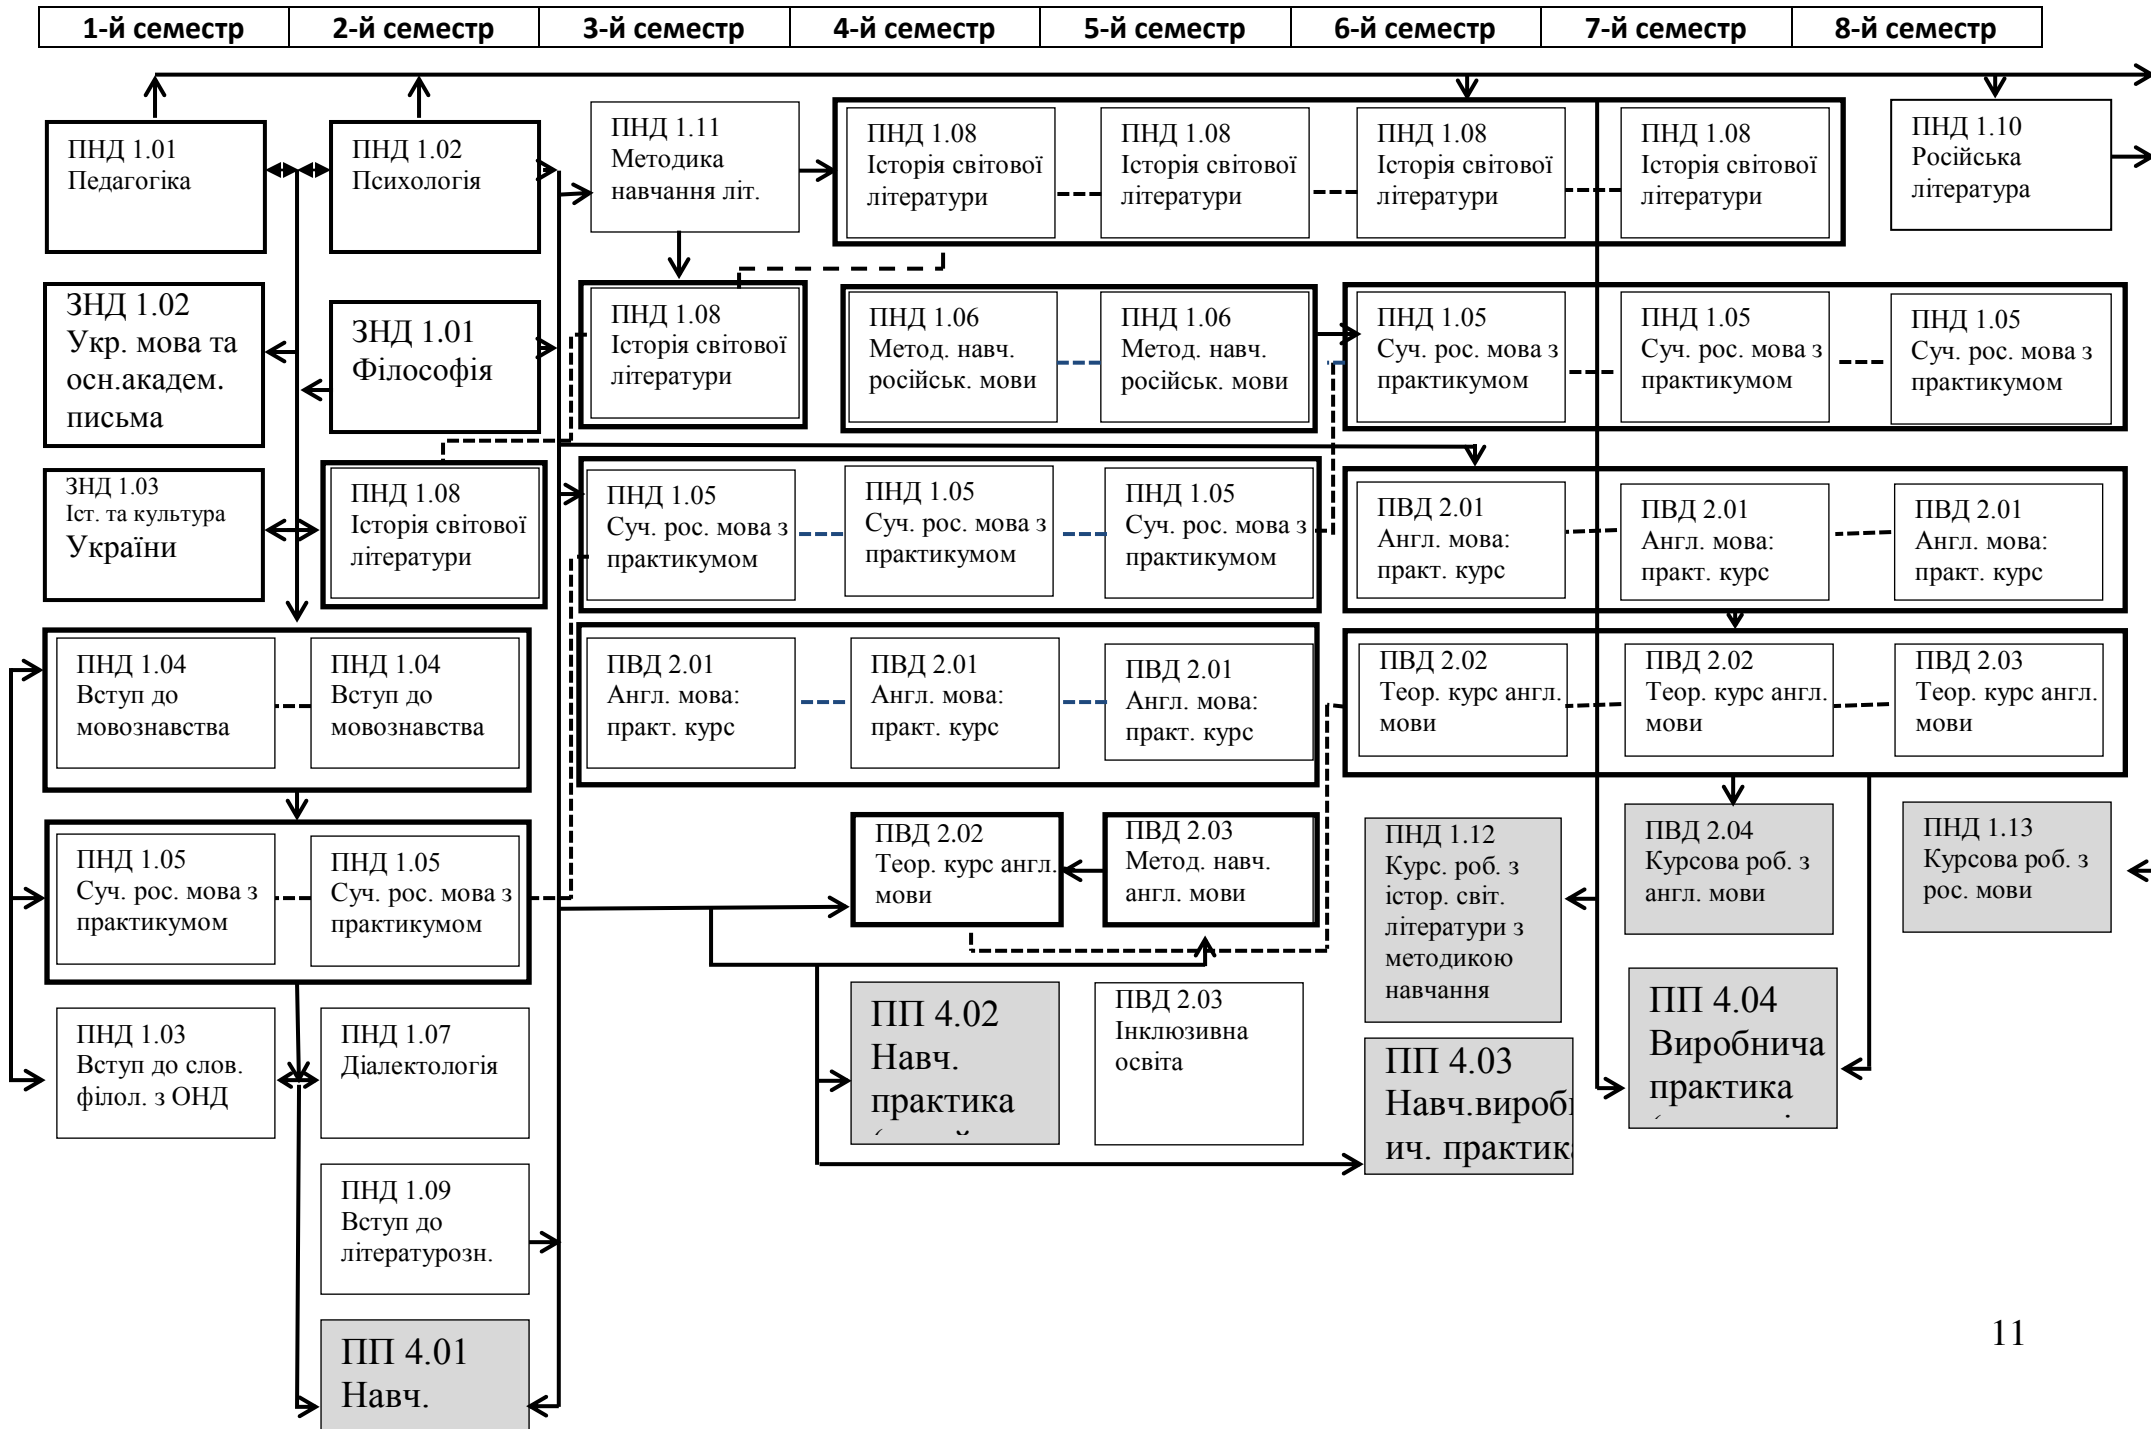 1-й семестр
2-й семестр
3-й семестр
4-й семестр
5-й семестр
6-й семестр
7-й семестр
8-й семестр
ПНД 1.01
Педагогіка
ПНД 1.02
Психологія
ПНД 1.11
Методика
навчання літ.
ПНД 1.08
Історія світової
літератури
ПНД 1.08
Історія світової
літератури
ПНД 1.08
Історія світової
літератури
ПНД 1.08
Історія світової
літератури
ПНД 1.10
Російська
література
ЗНД 1.02
Укр. мова та
осн.академ.
письма
ЗНД 1.01
Філософія
ПНД 1.08
Історія світової
літератури
ПНД 1.06
Метод. навч.
російськ. мови
ПНД 1.06
Метод. навч.
російськ. мови
ПНД 1.05
Суч. рос. мова з
практикумом
ПНД 1.05
Суч. рос. мова з
практикумом
ПНД 1.05
Суч. рос. мова з
практикумом
ЗНД 1.03
Іст. та культура
України
ПНД 1.08
Історія світової
літератури
ПНД 1.05
Суч. рос. мова з
практикумом
ПНД 1.05
Суч. рос. мова з
практикумом
ПНД 1.05
Суч. рос. мова з
практикумом
ПВД 2.01
Англ. мова:
практ. курс
ПВД 2.01
Англ. мова:
практ. курс
ПВД 2.01
Англ. мова:
практ. курс
ПНД 1.04
Вступ до
мовознавства
ПНД 1.04
Вступ до
мовознавства
ПВД 2.01
Англ. мова:
практ. курс
ПВД 2.01
Англ. мова:
практ. курс
ПВД 2.01
Англ. мова:
практ. курс
ПВД 2.02
Теор. курс англ.
мови
ПВД 2.02
Теор. курс англ.
мови
ПВД 2.03
Теор. курс англ.
мови
ПНД 1.05
Суч. рос. мова з
практикумом
ПНД 1.05
Суч. рос. мова з
практикумом
ПВД 2.02
Теор. курс англ.
мови
ПВД 2.03
Метод. навч.
англ. мови
ПНД 1.12
Курс. роб. з
істор. світ.
літератури з
методикою
навчання
ПВД 2.04
Курсова роб. з
англ. мови
ПНД 1.13
Курсова роб. з
рос. мови
ПНД 1.03
Вступ до слов.
філол. з ОНД
ПНД 1.07
Діалектологія
ПП 4.02
Навч.
практика
ПВД 2.03
Інклюзивна
освіта
ПП 4.03
Навч.вироб
ич. практик
ПП 4.04
Виробнича
практика
ПНД 1.09
Вступ до
літературозн.
ПП 4.01
Навч.
11